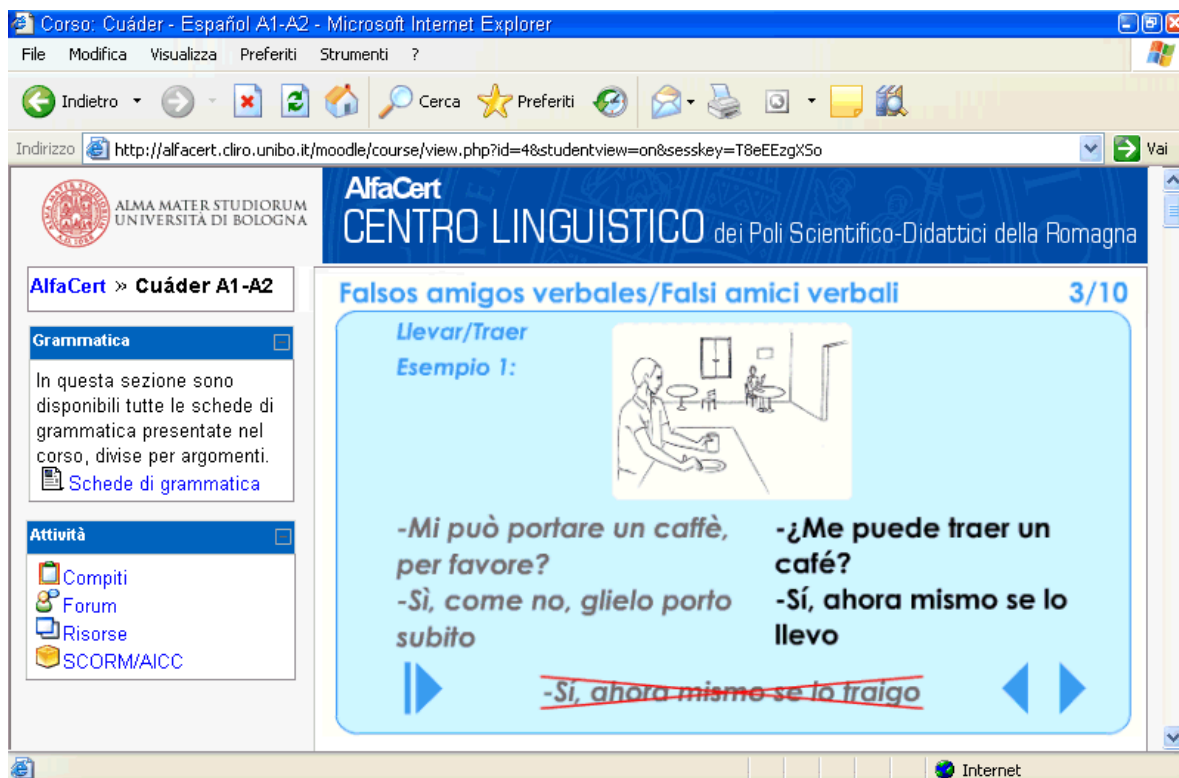 Corso: Cuáder - Español A1-A2 - Microsoft Internet Explorer
File Modifica Visualizza Preferiti Strumenti ?
Indietro Cerca Preferiti
Indirizzo http://alfacert.cliro.unibo.it/moodle/course/view.php?id=4&studentview=on&sesskey=T8eEEzgXSo Vai
ALMA MATER STUDIORUM
UNIVERSITÀ DI BOLOGNA
AlfaCert
CENTRO LINGUISTICO dei Poli Scientifico-Didattici della Romagna
AlfaCert » Cuáder A1-A2
Grammatica
In questa sezione sono
disponibili tutte le schede di
grammatica presentate nel
corso, divise per argomenti.
Schede di grammatica
Attività
Compiti
Forum
Risorse
SCORM/AICC
Falsos amigos verbales/Falsi amici verbali 3/10
Llevar/Traer
Esempio 1:
-Mi può portare un caffè,
per favore?
-Sì, come no, glielo porto
subito
-¿Me puede traer un
café?
-Sí, ahora mismo se lo
llevo
-Sí, ahora mismo se lo traigo
Internet